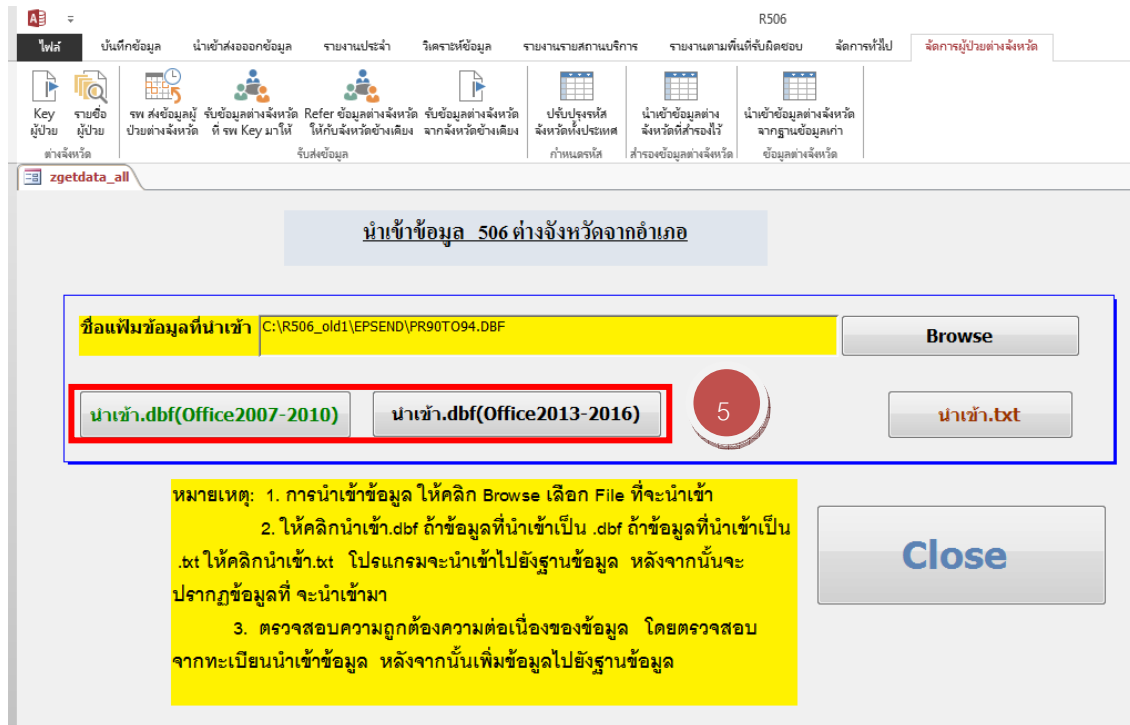 R506
ไฟล์ บันทึกข้อมูล นำเข้าส่งออกข้อมูล รายงานประจำ วิเคราะห์ข้อมูล รายงานรายสถานบริการ รายงานตามพื้นที่รับผิดชอบ จัดการทั่วไป จัดการผู้ป่วยต่างจังหวัด
Key รายชื่อ รพ ส่งข้อมูลผู้ รับข้อมูลต่างจังหวัด Refer ข้อมูลต่างจังหวัด รับข้อมูลต่างจังหวัด ปรับปรุงรหัส นำเข้าข้อมูลต่าง นำเข้าข้อมูลต่างจังหวัด
ผู้ป่วย ผู้ป่วย ป่วยต่างจังหวัด ที่ รพ Key มาให้ ให้กับจังหวัดข้างเคียง จากจังหวัดข้างเคียง จังหวัดทั้งประเทศ จังหวัดที่สำรองไว้ จากฐานข้อมูลเก่า
ต่างจังหวัด รับส่งข้อมูล กำหนดรหัส สำรองข้อมูลต่างจังหวัด ข้อมูลต่างจังหวัด
zgetdata_all
นำเข้าข้อมูล 506 ต่างจังหวัดจากอำเภอ
ชื่อแฟ้มข้อมูลที่นำเข้า C:\R506_old1\EPSEND\PR90TO94.DBF Browse
นำเข้า.dbf(Office2007-2010) นำเข้า.dbf(Office2013-2016) 5 นำเข้า.txt
หมายเหตุ: 1. การนำเข้าข้อมูล ให้คลิก Browse เลือก File ที่จะนำเข้า
2. ให้คลิกนำเข้า.dbf ถ้าข้อมูลที่นำเข้าเป็น .dbf ถ้าข้อมูลที่นำเข้าเป็น
.txt ให้คลิกนำเข้า.txt โปรแกรมจะนำเข้าไปยังฐานข้อมูล หลังจากนั้นจะ
ปรากฏข้อมูลที่ จะนำเข้ามา
3. ตรวจสอบความถูกต้องความต่อเนื่องของข้อมูล โดยตรวจสอบ
จากทะเบียนนำเข้าข้อมูล หลังจากนั้นเพิ่มข้อมูลไปยังฐานข้อมูล
Close